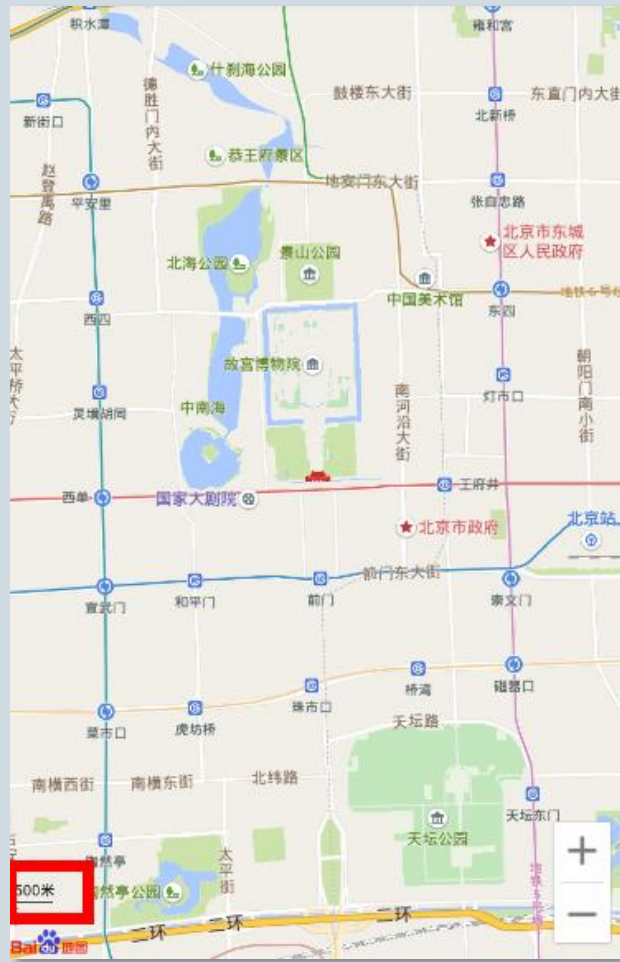 积水潭
雍和宫
什刹海公园
德胜门内大街
鼓楼东大街
东直门内大街
新街口
北新桥
恭王府景区
赵登禹路
地安门东大街
平安里
张自忠路
北京市东城
区人民政府
北海公园
景山公园
中国美术馆
地铁6号线
西四
东四
太平桥大街
故宫博物院
朝阳门南小街
灵境胡同
中南海
南河沿大街
灯市口
西单
国家大剧院
王府井
北京市政府
北京站
前门东大街
宣武门
和平门
前门
崇文门
珠市口
桥湾
磁器口
菜市口
虎坊桥
天坛路
南横西街
南横东街
北纬路
天坛东门
天坛公园
陶然亭
太平街
500米
然亭公园
二环
二环
二环
Bai du 地图